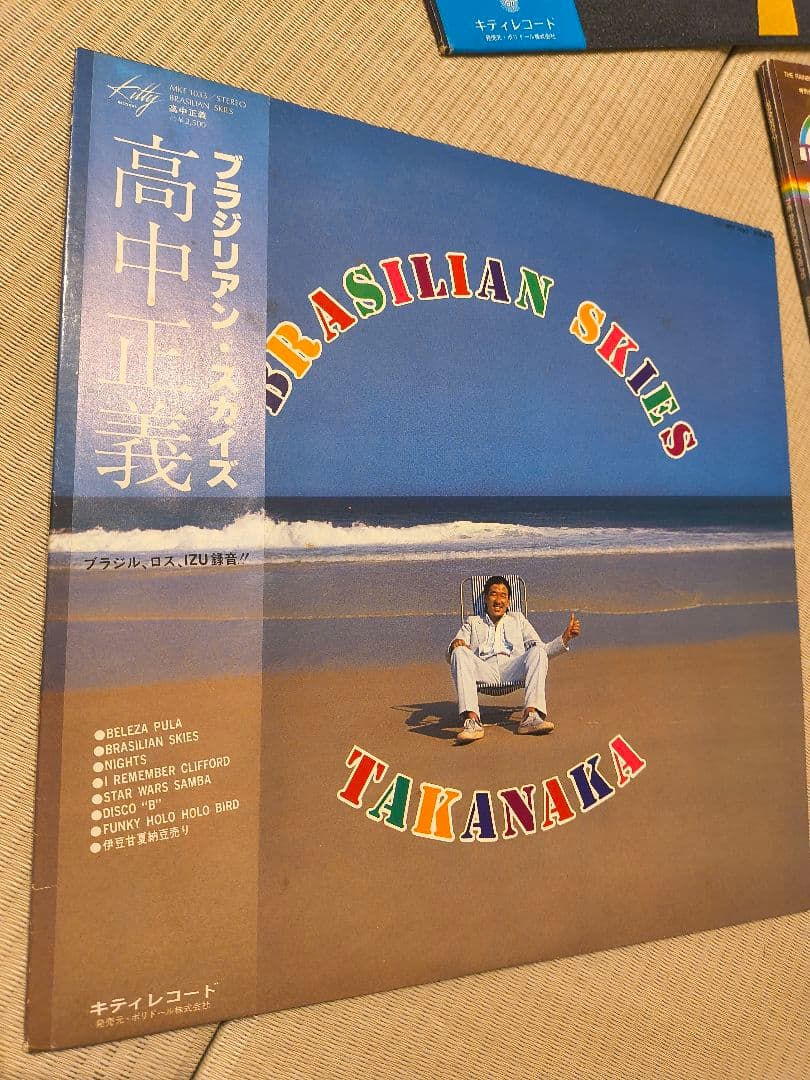 キティレコード
発売元・ポリドール株式会社
Kitty
RECORDS
MKF 1033/STEREO
BRASILIAN SKIES
高中正義
¥2,500
ブラジリアン・スカイズ
高中正義
BRASILIAN SKIES
ブラジル、ロス、IZU録音!!
TAKANAKA
●BELEZA PULA
●BRASILIAN SKIES
●NIGHTS
●I REMEMBER CLIFFORD
●STAR WARS SAMBA
●DISCO "B"
●FUNKY HOLO HOLO BIRD
●伊豆甘夏納豆売り
キティレコード
発売元・ポリドール株式会社